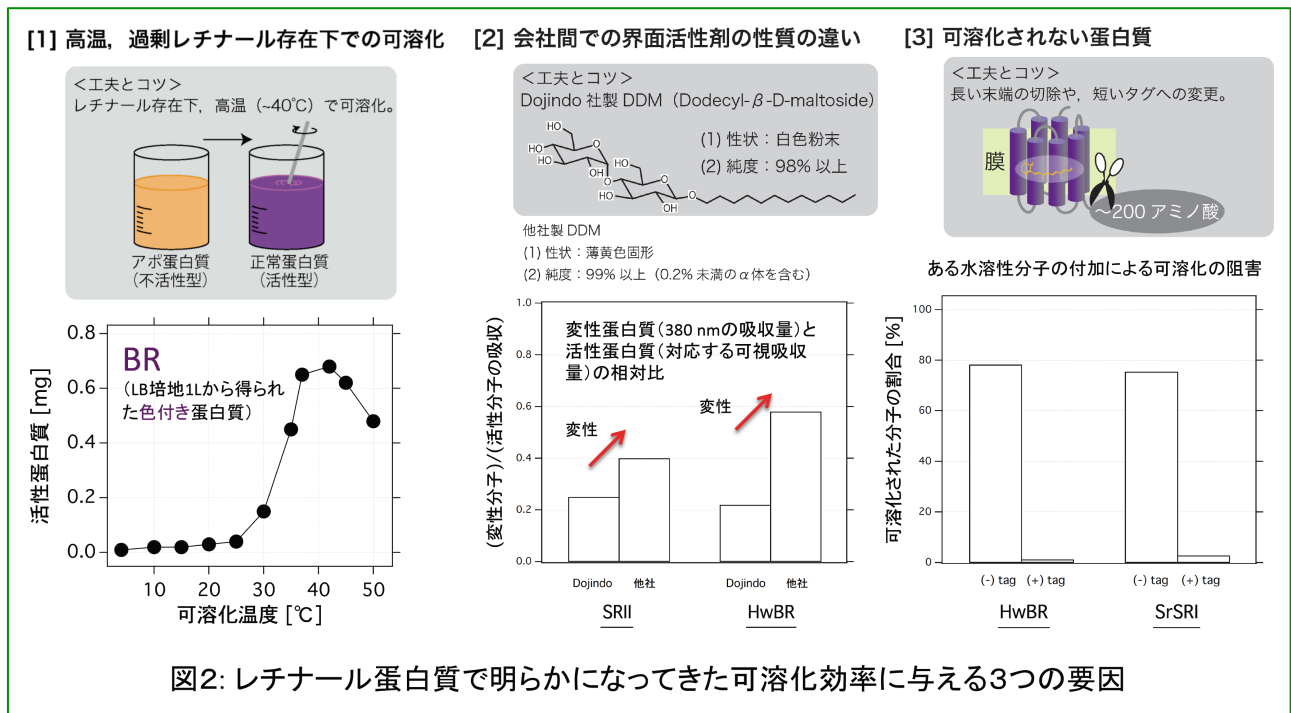 [1] 高温，過剰レチナール存在下での可溶化
＜工夫とコツ＞
レチナール存在下，高温（~40℃）で可溶化。
アポ蛋白質
（不活性型）
正常蛋白質
（活性型）
活性蛋白質 [mg]
0.8
0.6
0.4
0.2
0.0
BR
（LB培地1Lから得られ
た色付き蛋白質）
10 20 30 40 50
可溶化温度 [℃]
[2] 会社間での界面活性剤の性質の違い
＜工夫とコツ＞
Dojindo 社製 DDM（Dodecyl-β-D-maltoside）
(1) 性状：白色粉末
(2) 純度：98% 以上
HO
HO
HO
O
OH
O
HO
HO
O
OH
O
他社製 DDM
(1) 性状：薄黄色固形
(2) 純度：99% 以上（0.2% 未満のα体を含む）
(変性分子)/(活性分子の吸収)
1.0
0.8
0.6
0.4
0.2
0.0
変性蛋白質（380 nmの吸収量）と
活性蛋白質（対応する可視吸収
量）の相対比
変性
変性
Dojindo 他社 Dojindo 他社
SRII HwBR
[3] 可溶化されない蛋白質
＜工夫とコツ＞
長い末端の切除や，短いタグへの変更。
膜
～200 アミノ酸
ある水溶性分子の付加による可溶化の阻害
可溶化された分子の割合 [%]
100
80
60
40
20
0
(-) tag (+) tag (-) tag (+) tag
HwBR SrSRI
図2: レチナール蛋白質で明らかになってきた可溶化効率に与える3つの要因